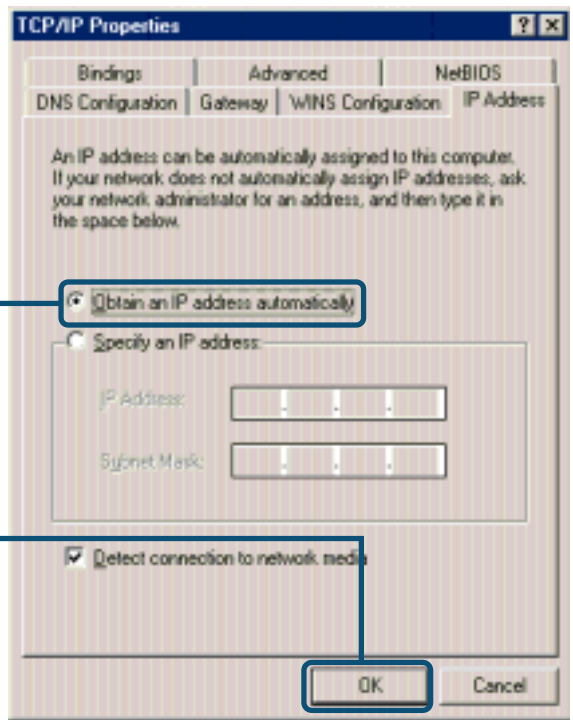 TCP/IP Properties
Bindings
Advanced
NetBIOS
DNS Configuration
Gateway
WINS Configuration
IP Address
An IP address can be automatically assigned to this computer.
If your network does not automatically assign IP addresses, ask
your network administrator for an address, and then type it in
the space below.
Obtain an IP address automatically
Specify an IP address:
IP Address:
Subnet Mask:
Detect connection to network media
OK
Cancel